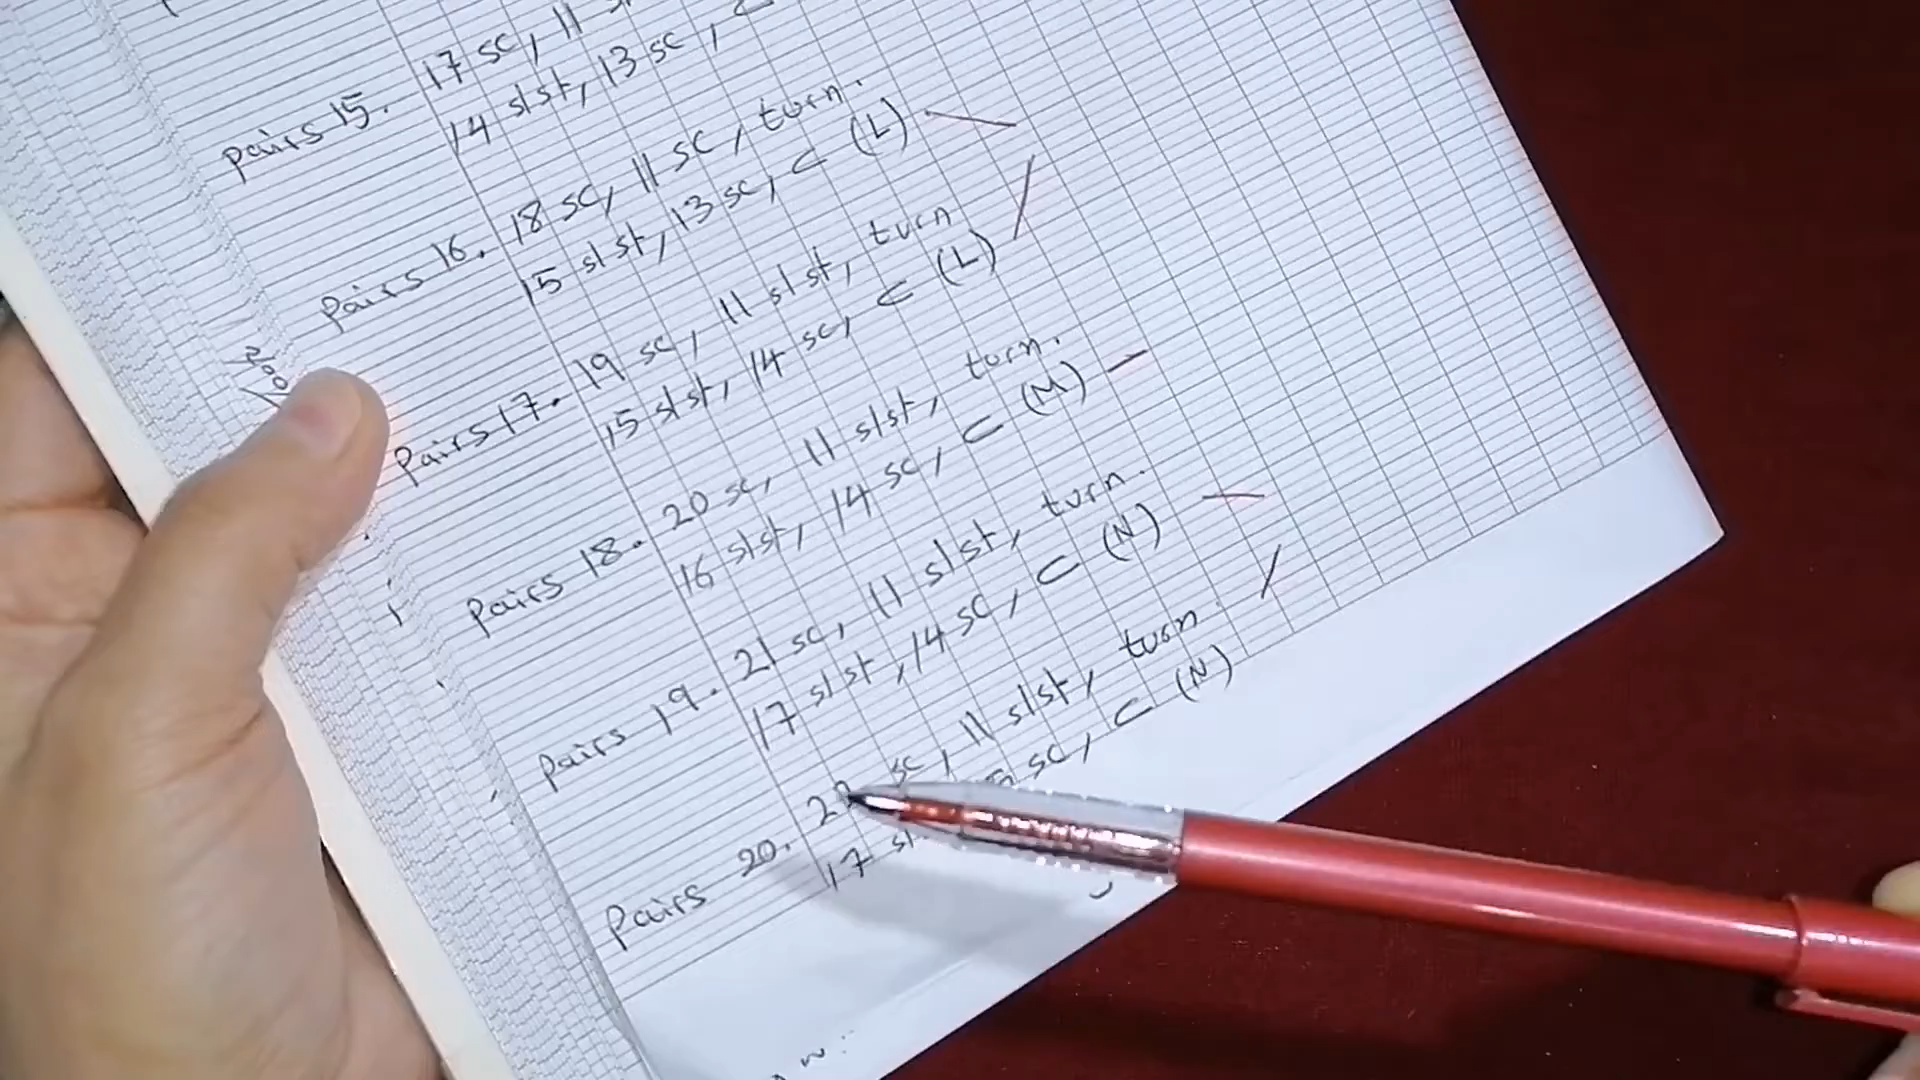 17 sc, 11
Pairs 15. 14 slst, 13 sc,
18 sc, 11 sc, turn.
Pairs 16. 15 slst, 13 sc, ⊂ (L)
19 sc, 11 slst, turn
Pairs 17. 15 slst, 14 sc, ⊂ (L)
20 sc, 11 slst, turn.
Pairs 18. 16 slst, 14 sc, ⊂ (M)
21 sc, 11 slst, turn.
Pairs 19. 17 slst, 14 sc, ⊂ (N)
sc, 11 slst, turn.
Pairs 20. 17 sc, ⊂ (N)